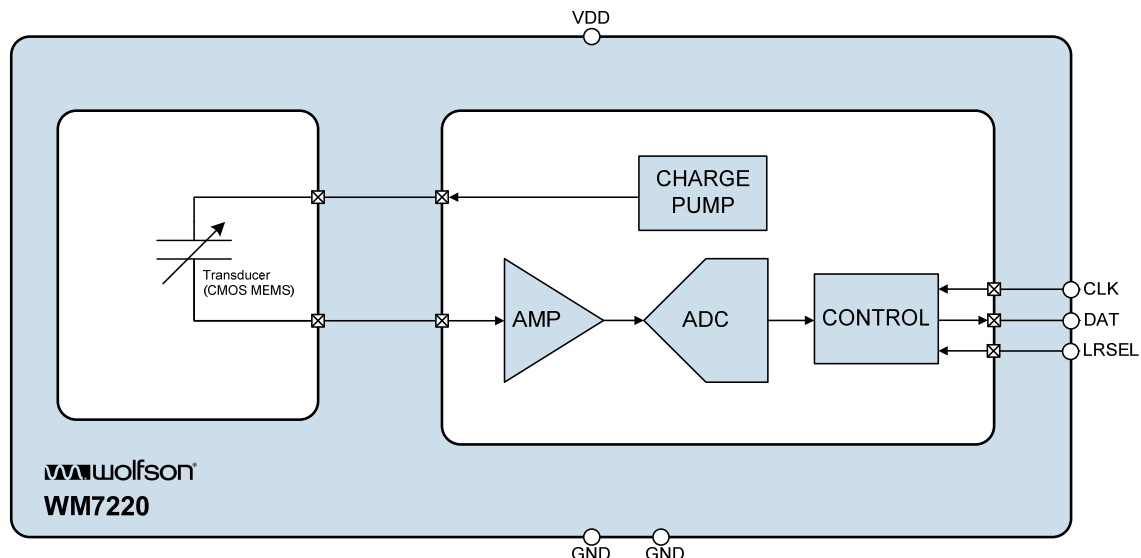 VDD
CHARGE
PUMP
Transducer
(CMOS MEMS)
AMP
ADC
CONTROL
CLK
DAT
LRSEL
wolfson®
WM7220
GND
GND